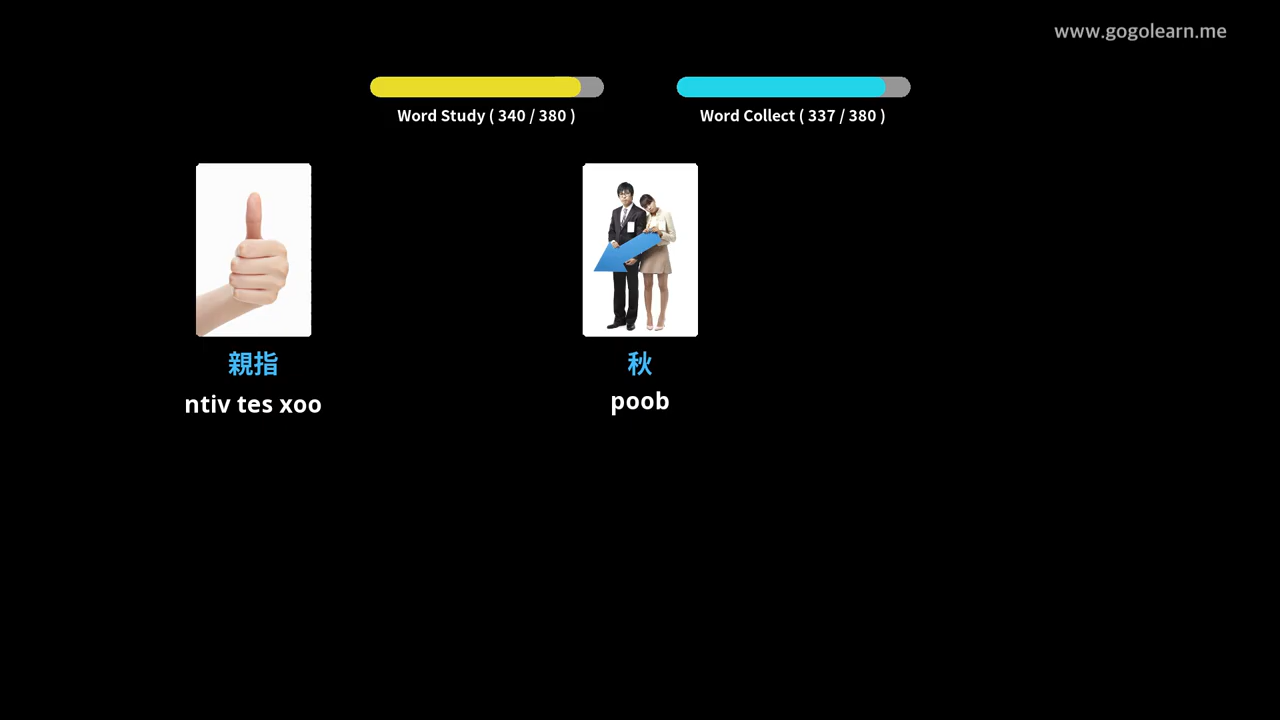 www.gogolearn.me
Word Study ( 340 / 380 )
Word Collect ( 337 / 380 )
親指
秋
ntiv tes xoo
poob